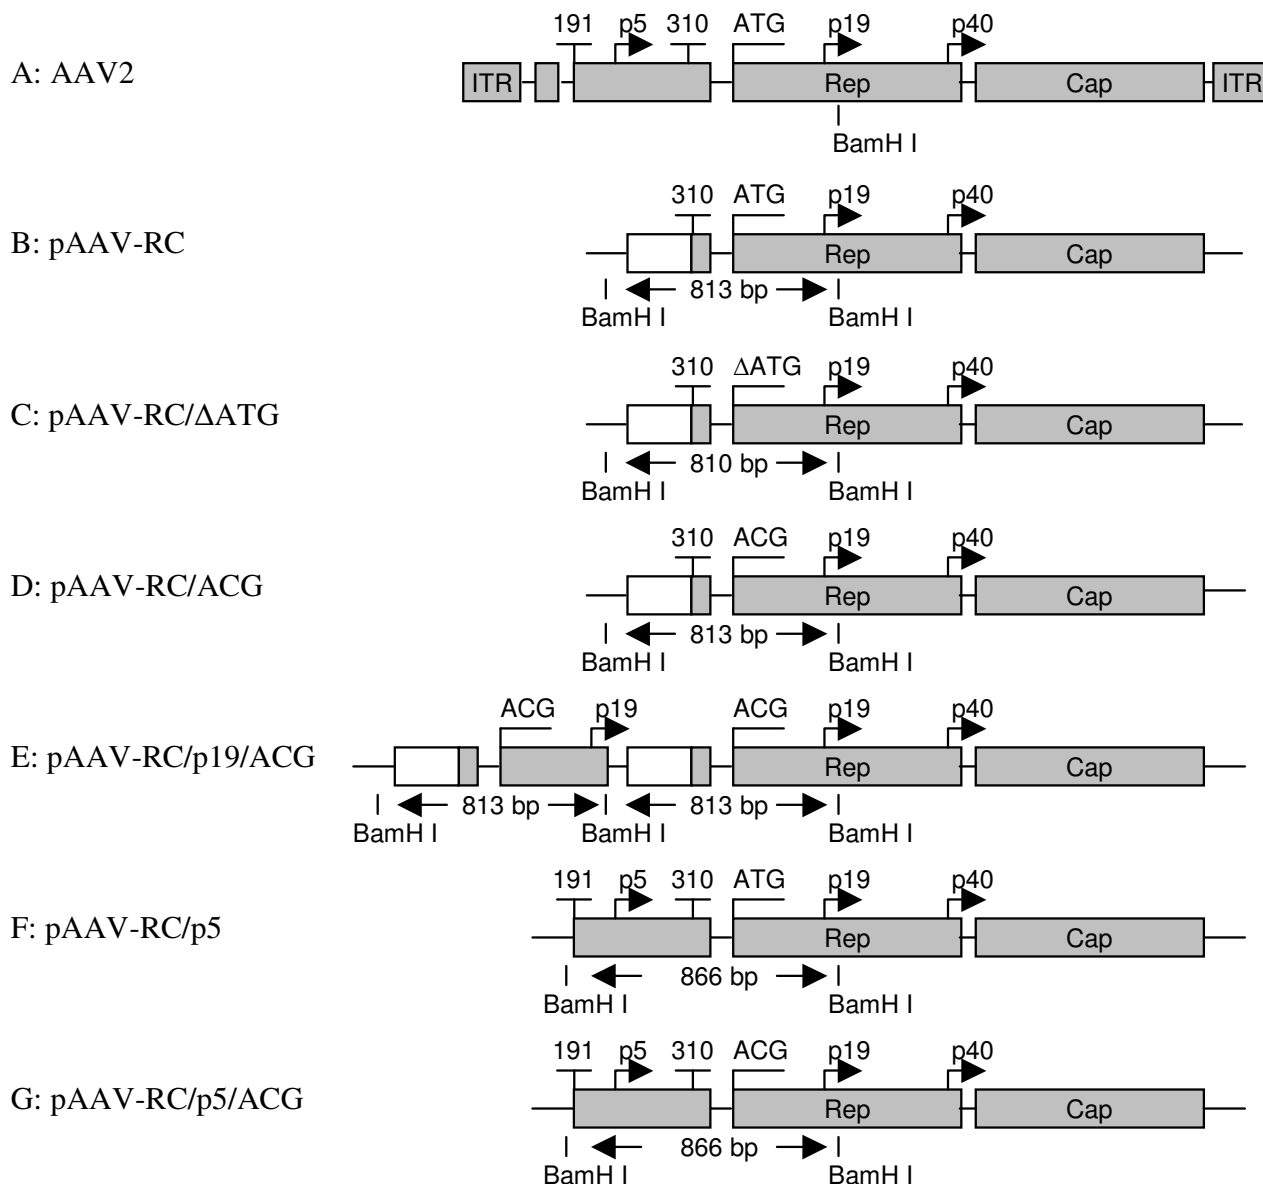 191 p5 310 ATG p19 p40
A: AAV2
ITR Rep Cap ITR
BamH I
310 ATG p19 p40
B: pAAV-RC
Rep Cap
813 bp
BamH I BamH I
310 ΔATG p19 p40
C: pAAV-RC/ΔATG
Rep Cap
810 bp
BamH I BamH I
310 ACG p19 p40
D: pAAV-RC/ACG
Rep Cap
813 bp
BamH I BamH I
ACG p19 ACG p19 p40
E: pAAV-RC/p19/ACG
Rep Cap
813 bp 813 bp
BamH I BamH I BamH I
191 p5 310 ATG p19 p40
F: pAAV-RC/p5
Rep Cap
866 bp
BamH I BamH I
191 p5 310 ACG p19 p40
G: pAAV-RC/p5/ACG
Rep Cap
866 bp
BamH I BamH I